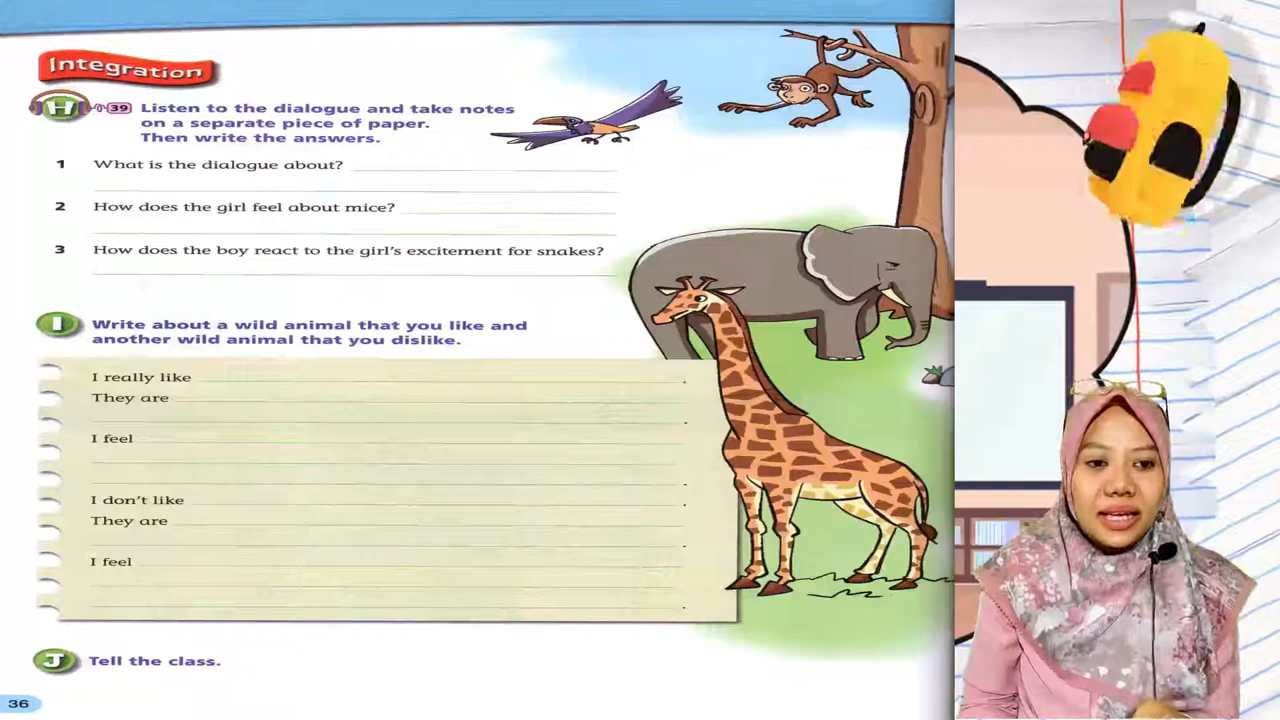 Integration
H 39 Listen to the dialogue and take notes
on a separate piece of paper.
Then write the answers.
1 What is the dialogue about?
2 How does the girl feel about mice?
3 How does the boy react to the girl's excitement for snakes?
I Write about a wild animal that you like and
another wild animal that you dislike.
I really like .
They are
.
I feel
.
I don't like .
They are
.
I feel
.
J Tell the class.
36